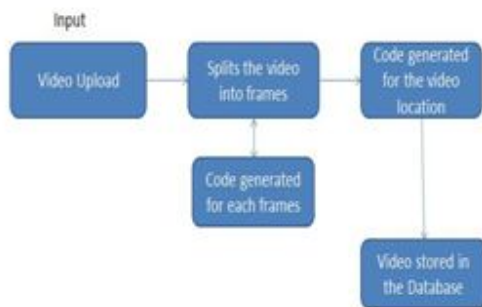 Input
Video Upload
Splits the video
into frames
Code generated
for the video
location
Code generated
for each frames
Video stored in
the Database